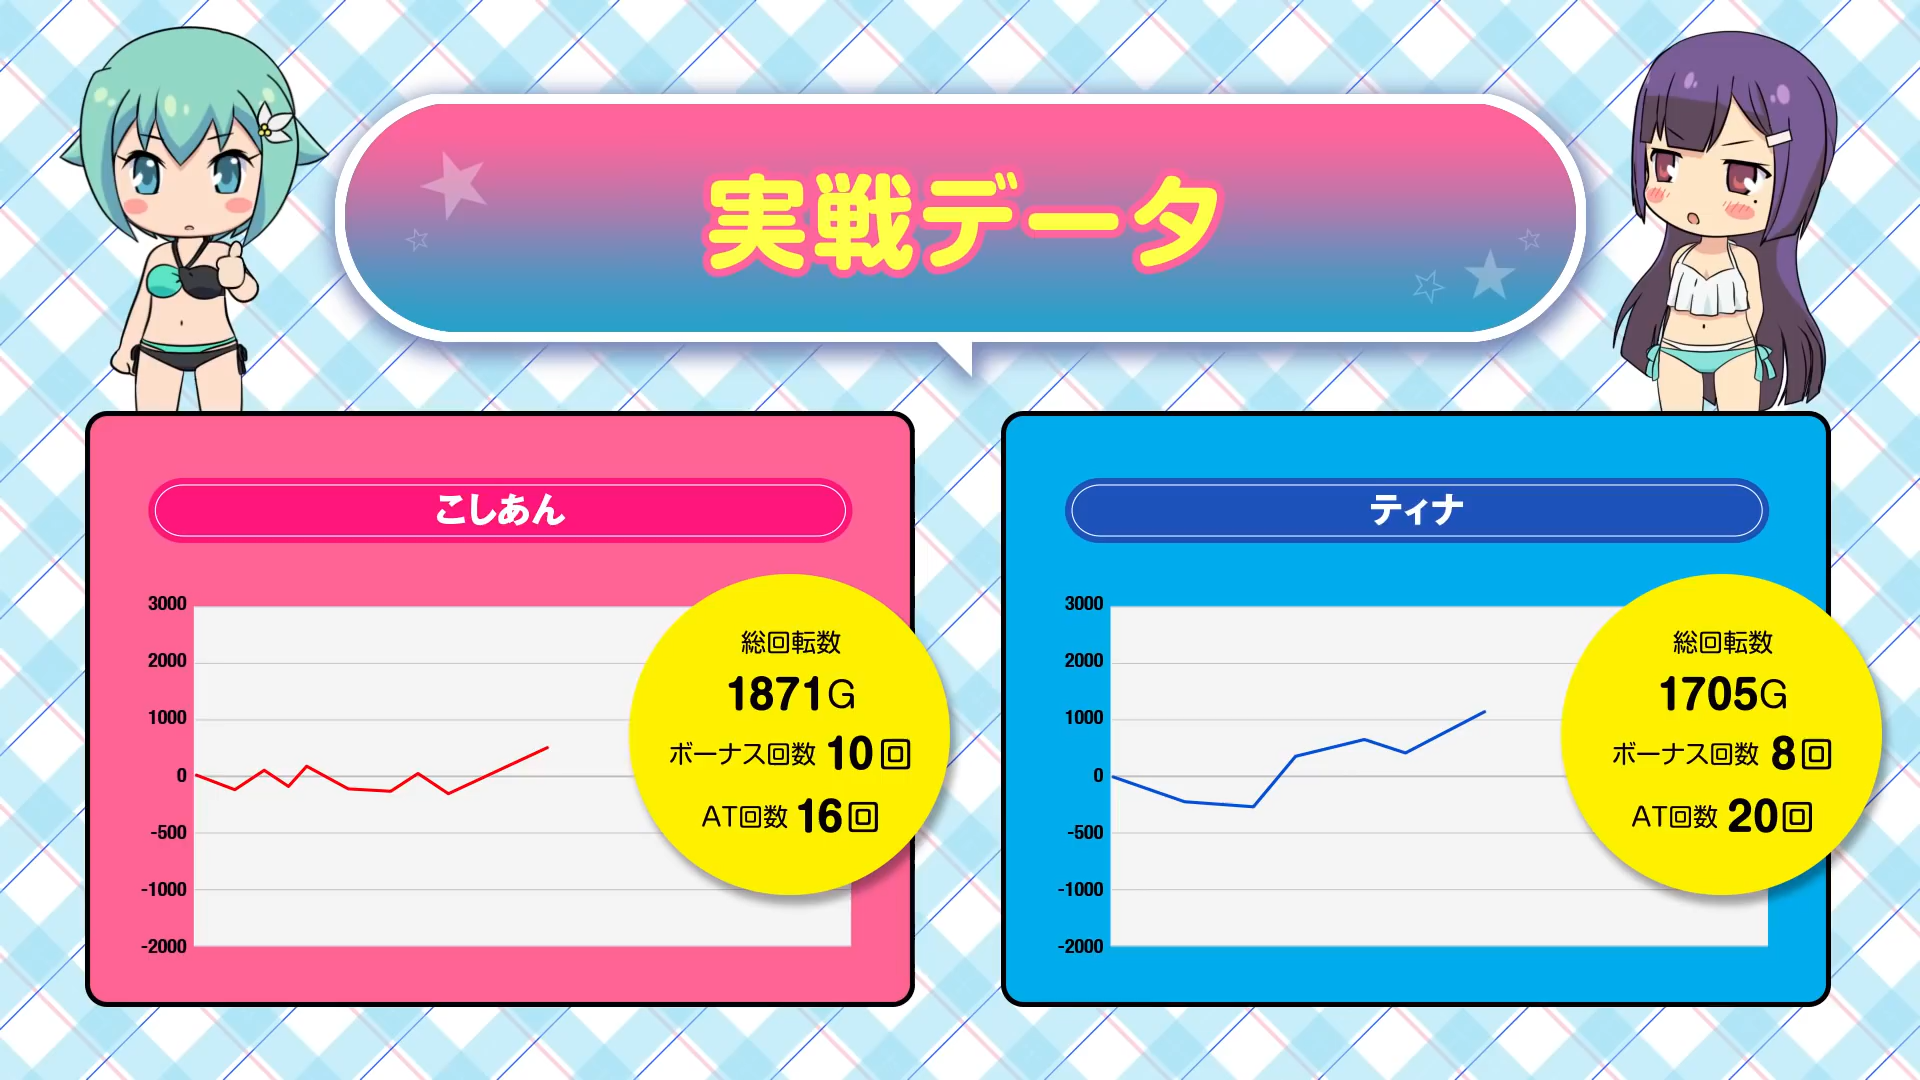 実戦データ
こしあん
3000
2000
1000
0
-500
-1000
-2000
総回転数
1871G
ボーナス回数 10回
AT回数 16回
ティナ
3000
2000
1000
0
-500
-1000
-2000
総回転数
1705G
ボーナス回数 8回
AT回数 20回